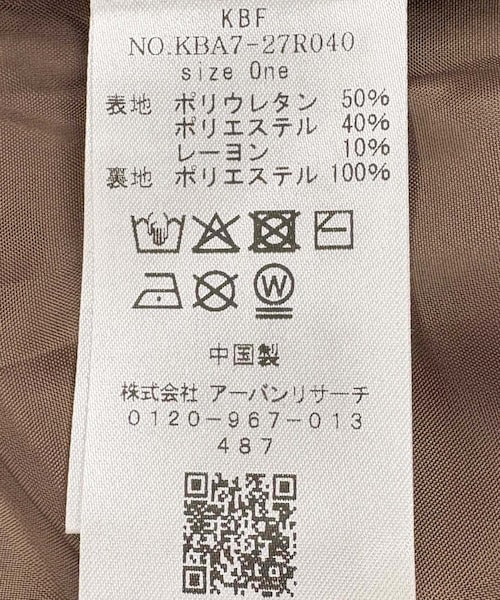 KBF
NO.KBA7-27R040
size One
表地 ポリウレタン 50%
ポリエステル 40%
レーヨン 10%
裏地 ポリエステル 100%
W
中国製
株式会社 アーバンリサーチ
0120-967-013
487